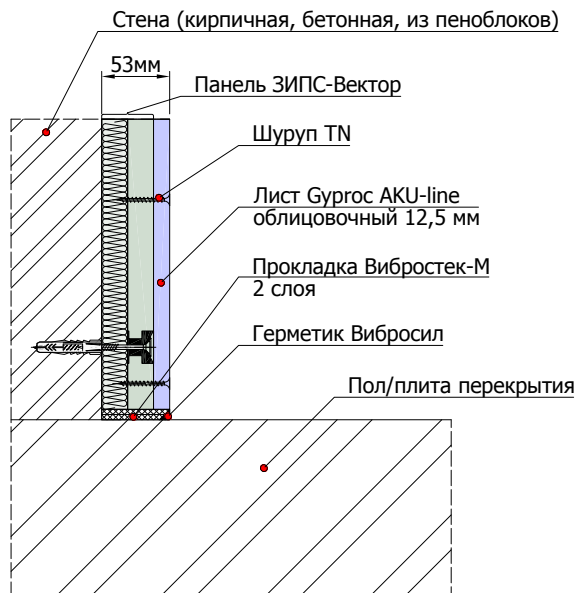 Стена (кирпичная, бетонная, из пеноблоков)
53мм
Панель ЗИПС-Вектор
Шуруп TN
Лист Gyproc AKU-line
облицовочный 12,5 мм
Прокладка Вибростек-М
2 слоя
Герметик Вибросил
Пол/плита перекрытия